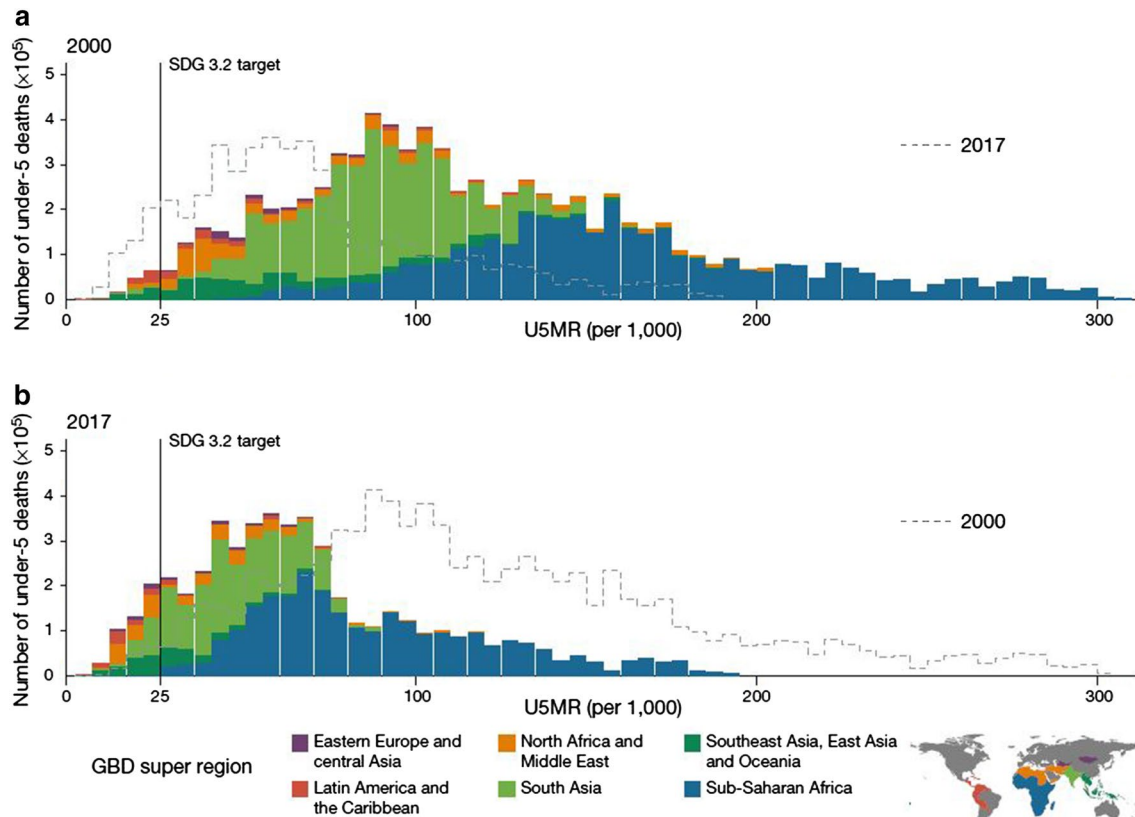 a
2000
SDG 3.2 target
Number of under-5 deaths (×10⁵)
5
4
3
2
1
0
2017
0
25
100
200
300
U5MR (per 1,000)
b
2017
SDG 3.2 target
Number of under-5 deaths (×10⁵)
5
4
3
2
1
0
2000
0
25
100
200
300
U5MR (per 1,000)
GBD super region
Eastern Europe and
central Asia
Latin America and
the Caribbean
North Africa and
Middle East
South Asia
Southeast Asia, East Asia
and Oceania
Sub-Saharan Africa